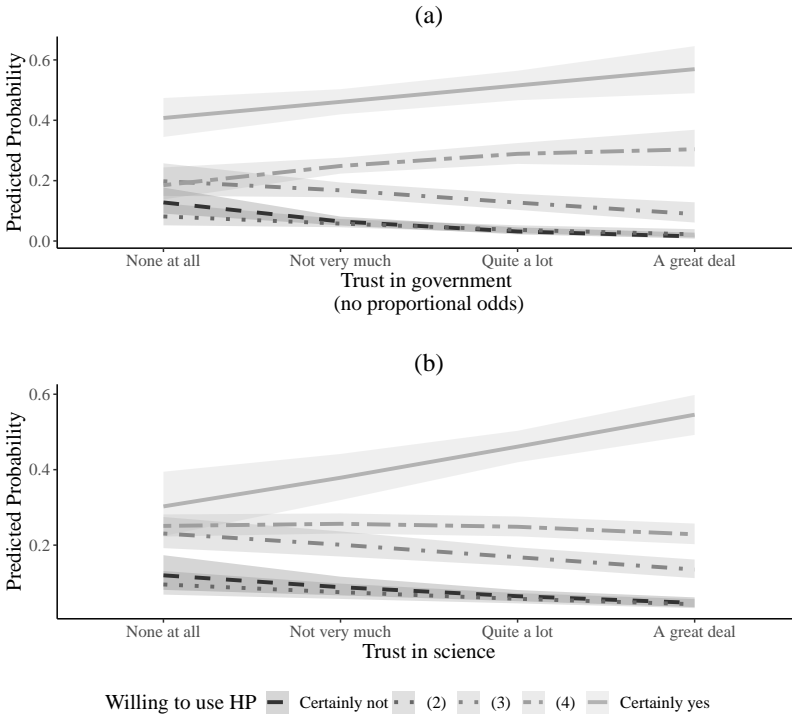 (a)
Predicted Probability
0.6
0.4
0.2
0.0
None at all
Not very much
Quite a lot
A great deal
Trust in government
(no proportional odds)
(b)
Predicted Probability
0.6
0.4
0.2
None at all
Not very much
Quite a lot
A great deal
Trust in science
Willing to use HP Certainly not (2) (3) (4) Certainly yes